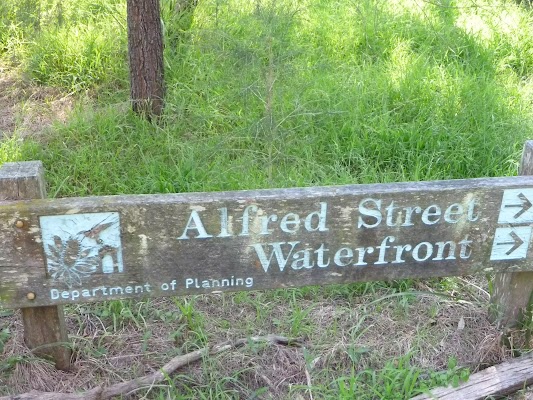 Alfred Street →
Waterfront →
Department of Planning